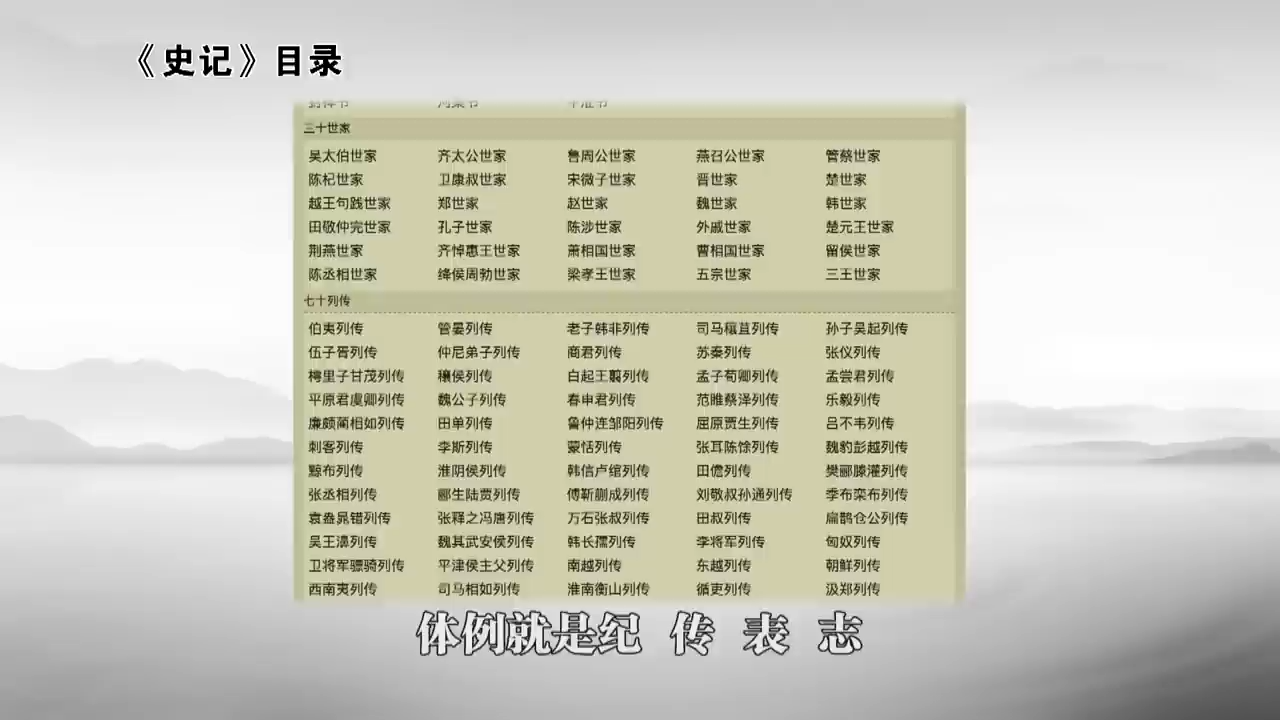 《史记》目录
封禅书 河渠书 平准书
三十世家
吴太伯世家 齐太公世家 鲁周公世家 燕召公世家 管蔡世家
陈杞世家 卫康叔世家 宋微子世家 晋世家 楚世家
越王句践世家 郑世家 赵世家 魏世家 韩世家
田敬仲完世家 孔子世家 陈涉世家 外戚世家 楚元王世家
荆燕世家 齐悼惠王世家 萧相国世家 曹相国世家 留侯世家
陈丞相世家 绛侯周勃世家 梁孝王世家 五宗世家 三王世家
七十列传
伯夷列传 管晏列传 老子韩非列传 司马穰苴列传 孙子吴起列传
伍子胥列传 仲尼弟子列传 商君列传 苏秦列传 张仪列传
樗里子甘茂列传 穰侯列传 白起王翦列传 孟子荀卿列传 孟尝君列传
平原君虞卿列传 魏公子列传 春申君列传 范雎蔡泽列传 乐毅列传
廉颇蔺相如列传 田单列传 鲁仲连邹阳列传 屈原贾生列传 吕不韦列传
刺客列传 李斯列传 蒙恬列传 张耳陈馀列传 魏豹彭越列传
黥布列传 淮阴侯列传 韩信卢绾列传 田儋列传 樊郦滕灌列传
张丞相列传 郦生陆贾列传 傅靳蒯成列传 刘敬叔孙通列传 季布栾布列传
袁盎晁错列传 张释之冯唐列传 万石张叔列传 田叔列传 扁鹊仓公列传
吴王濞列传 魏其武安侯列传 韩长孺列传 李将军列传 匈奴列传
卫将军骠骑列传 平津侯主父列传 南越列传 东越列传 朝鲜列传
西南夷列传 司马相如列传 淮南衡山列传 循吏列传 汲郑列传
体例就是纪 传 表 志